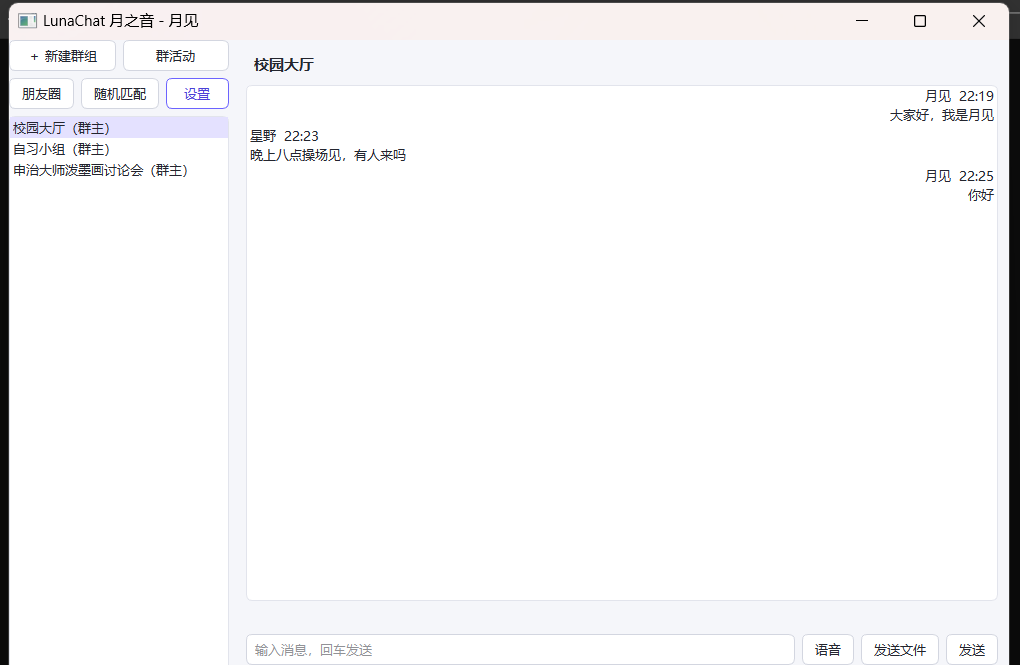 LunaChat 月之音 - 月见
+ 新建群组
群活动
朋友圈
随机匹配
设置
校园大厅（群主）
自习小组（群主）
申治大师泼墨画讨论会（群主）
校园大厅
月见 22:19
大家好，我是月见
星野 22:23
晚上八点操场见，有人来吗
月见 22:25
你好
输入消息，回车发送
语音
发送文件
发送